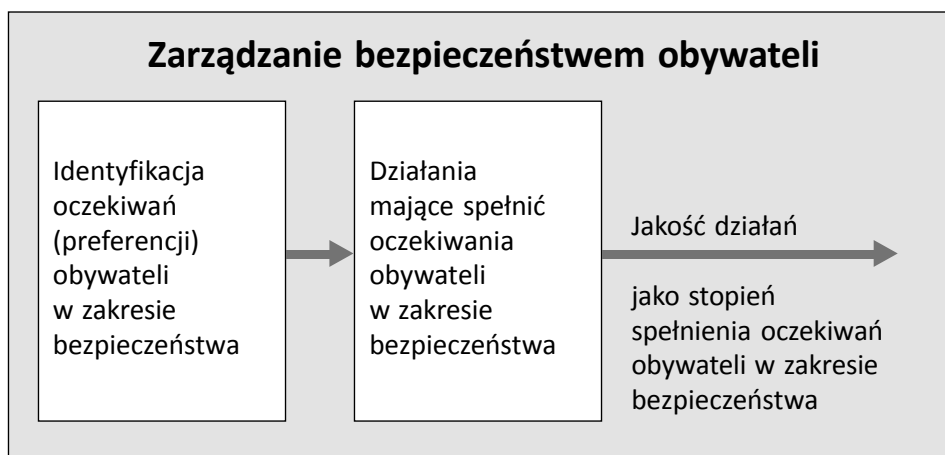 Zarządzanie bezpieczeństwem obywateli
Identyfikacja
oczekiwań
(preferencji)
obywateli
w zakresie
bezpieczeństwa
Działania
mające spełnić
oczekiwania
obywateli
w zakresie
bezpieczeństwa
Jakość działań
jako stopień
spełnienia oczekiwań
obywateli w zakresie
bezpieczeństwa